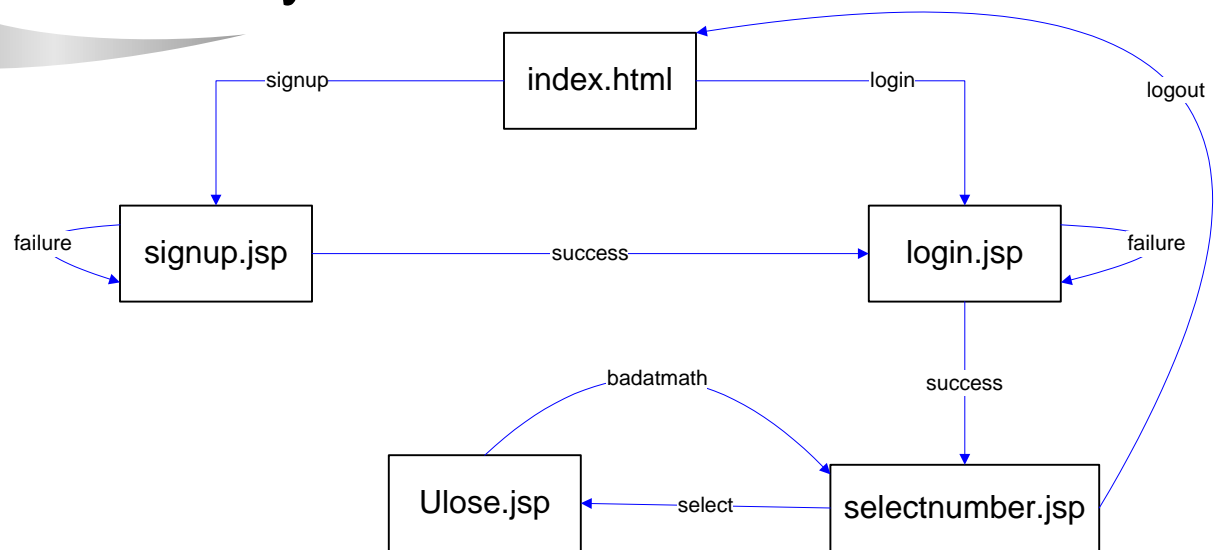 index.html
signup
login
logout
signup.jsp
login.jsp
failure
success
failure
badatmath
success
Ulose.jsp
select
selectnumber.jsp